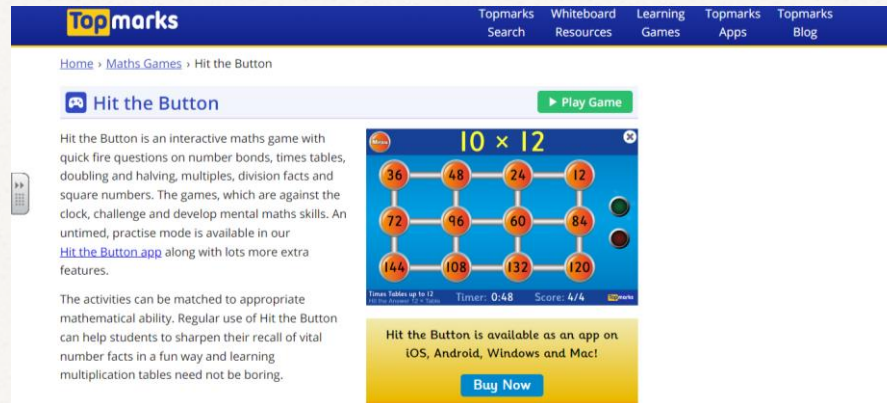 Topmarks
Topmarks Whiteboard Learning Topmarks Topmarks
Search Resources Games Apps Blog
Home › Maths Games › Hit the Button
Hit the Button
Play Game
Hit the Button is an interactive maths game with
quick fire questions on number bonds, times tables,
doubling and halving, multiples, division facts and
square numbers. The games, which are against the
clock, challenge and develop mental maths skills. An
untimed, practise mode is available in our
Hit the Button app along with lots more extra
features.
The activities can be matched to appropriate
mathematical ability. Regular use of Hit the Button
can help students to sharpen their recall of vital
number facts in a fun way and learning
multiplication tables need not be boring.
Menu
10 × 12
36 48 24 12
72 96 60 84
144 108 132 120
Times Tables up to 12
Hit the Answer 12 × Table
Timer: 0:48 Score: 4/4
Topmarks
Hit the Button is available as an app on
iOS, Android, Windows and Mac!
Buy Now